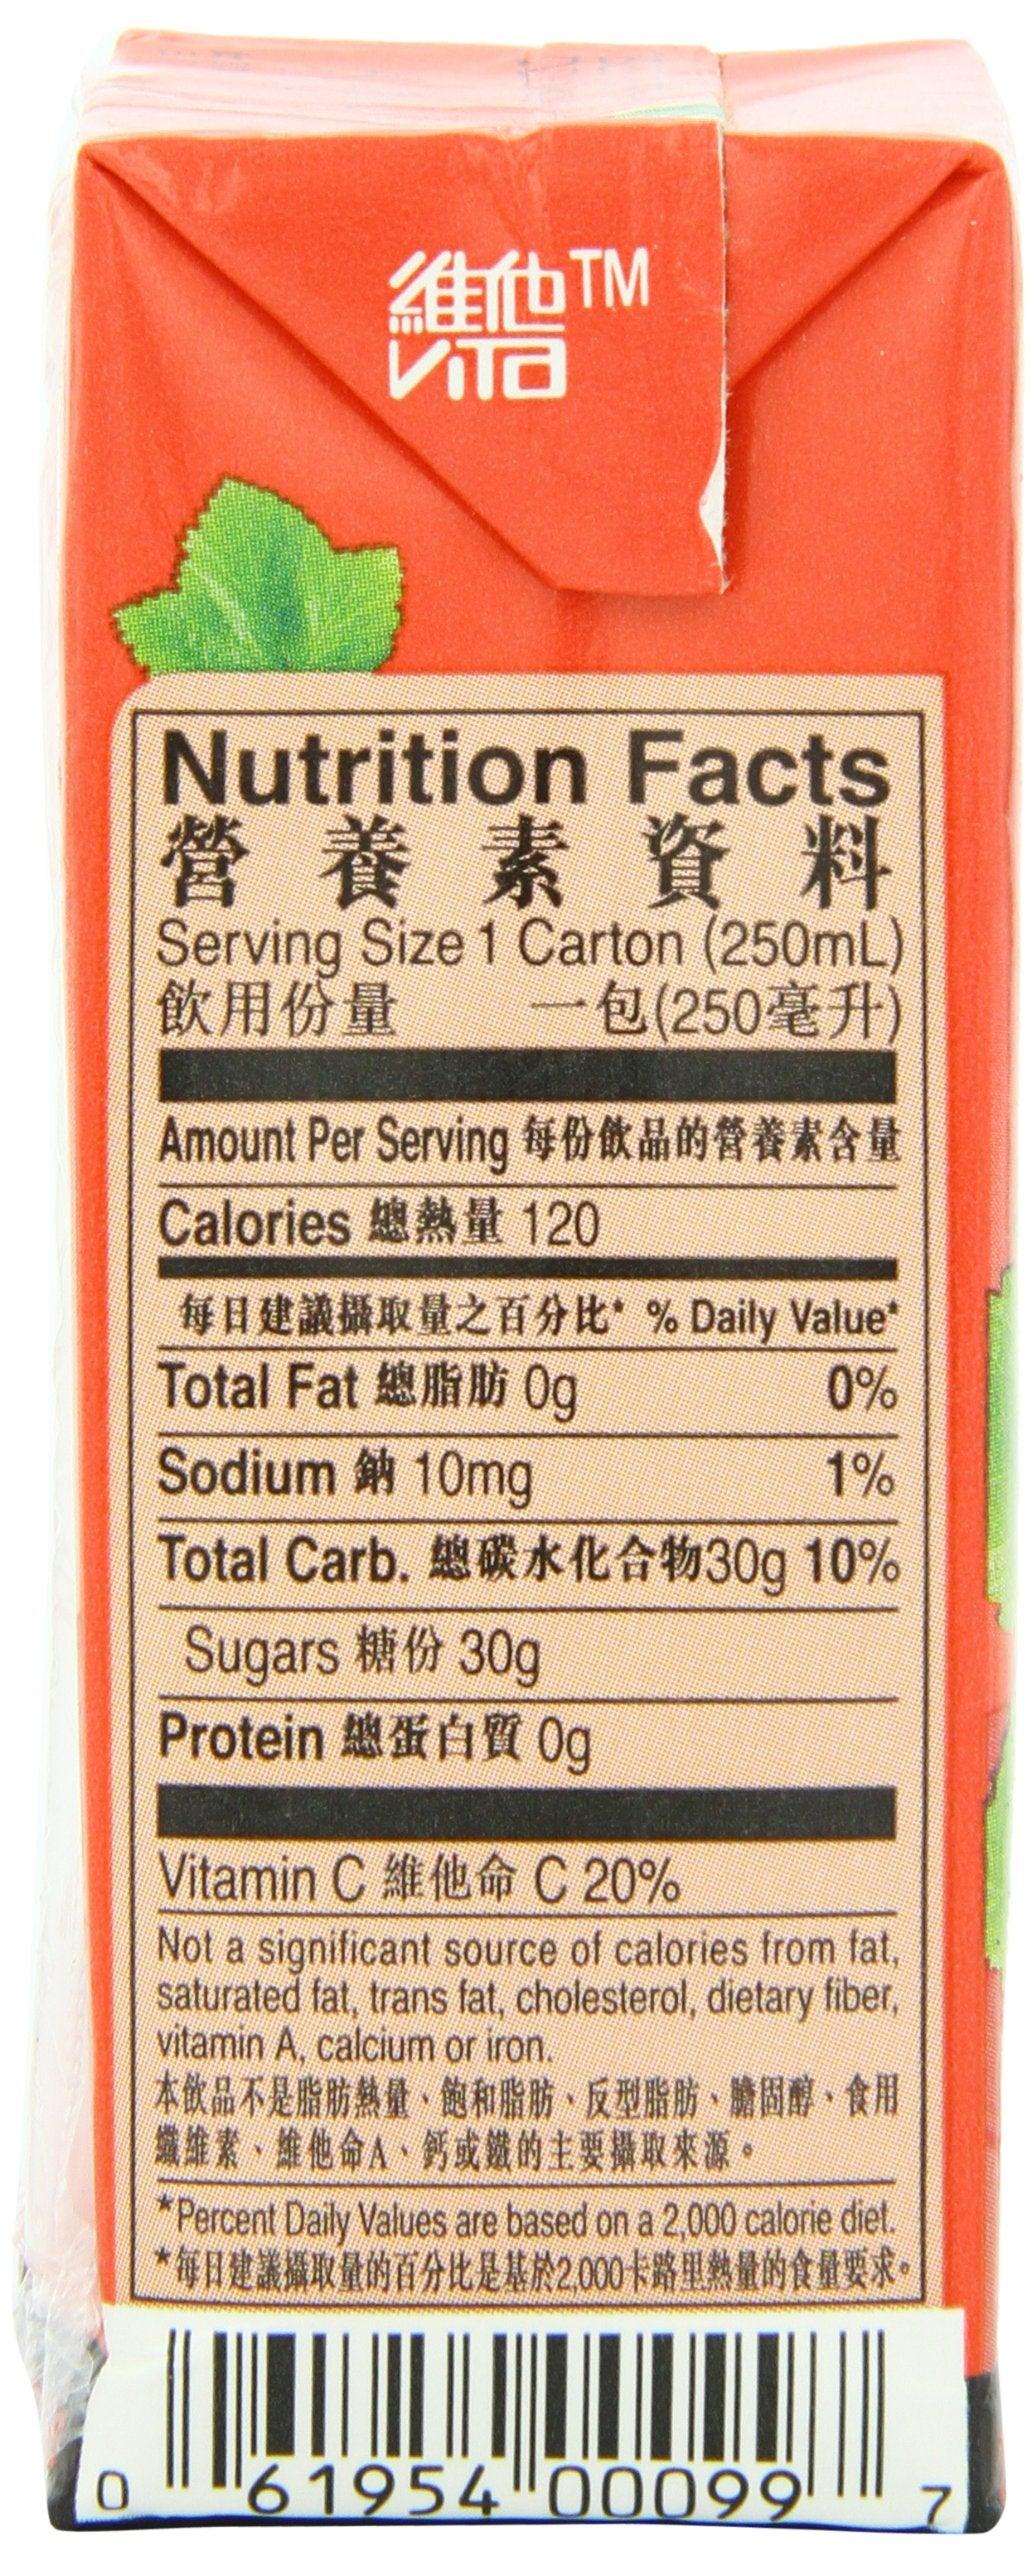 維他TM
VITA
Nutrition Facts
營養素資料
Serving Size 1 Carton (250mL)
飲用份量 一包(250毫升)
Amount Per Serving 每份飲品的營養素含量
Calories 總熱量 120
每日建議攝取量之百分比* % Daily Value*
Total Fat 總脂肪 0g 0%
Sodium 鈉 10mg 1%
Total Carb. 總碳水化合物30g 10%
Sugars 糖份 30g
Protein 總蛋白質 0g
Vitamin C 維他命 C 20%
Not a significant source of calories from fat,
saturated fat, trans fat, cholesterol, dietary fiber,
vitamin A, calcium or iron.
本飲品不是脂肪熱量、飽和脂肪、反型脂肪、膽固醇、食用
纖維素、維他命A、鈣或鐵的主要攝取來源。
*Percent Daily Values are based on a 2,000 calorie diet.
*每日建議攝取量的百分比是基於2,000卡路里熱量的食量要求。
0 61954 00099 7